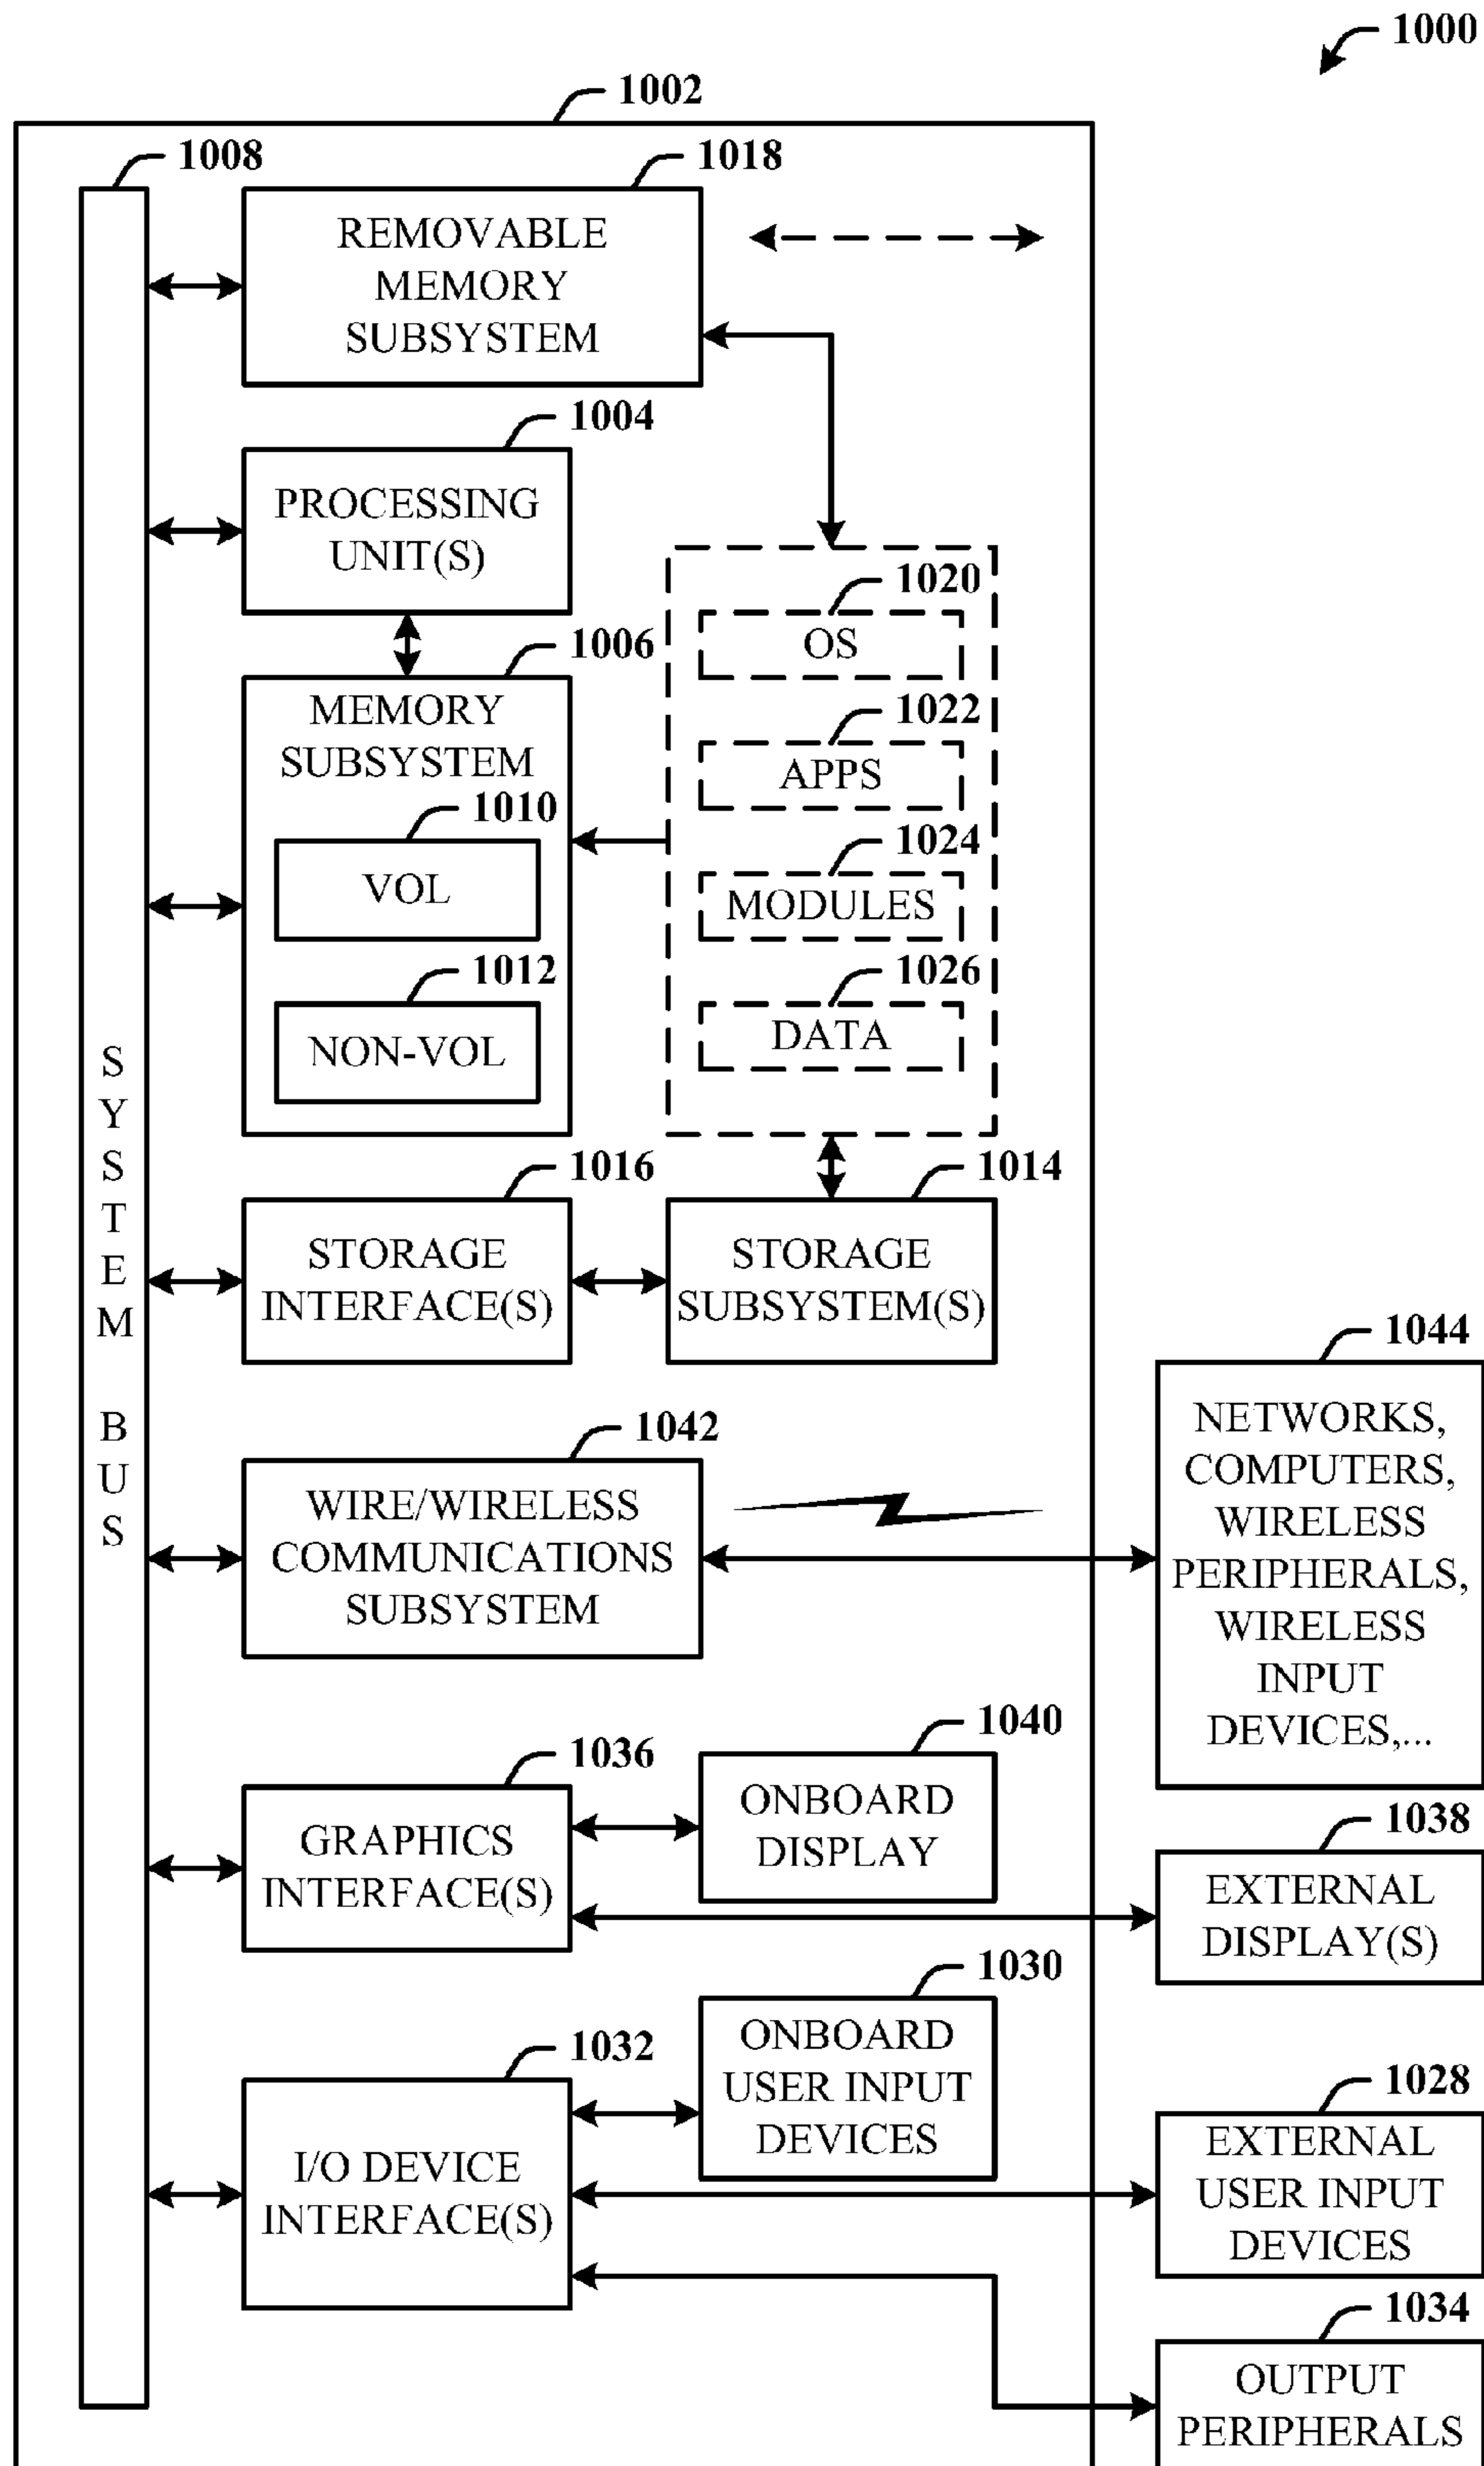 1000
1002
1008
SYSTEM BUS
1018
REMOVABLE
MEMORY
SUBSYSTEM
1004
PROCESSING
UNIT(S)
1006
MEMORY
SUBSYSTEM
1010
VOL
1012
NON-VOL
1020
OS
1022
APPS
1024
MODULES
1026
DATA
1016
STORAGE
INTERFACE(S)
1014
STORAGE
SUBSYSTEM(S)
1042
WIRE/WIRELESS
COMMUNICATIONS
SUBSYSTEM
1044
NETWORKS,
COMPUTERS,
WIRELESS
PERIPHERALS,
WIRELESS
INPUT
DEVICES,...
1036
GRAPHICS
INTERFACE(S)
1040
ONBOARD
DISPLAY
1038
EXTERNAL
DISPLAY(S)
1032
I/O DEVICE
INTERFACE(S)
1030
ONBOARD
USER INPUT
DEVICES
1028
EXTERNAL
USER INPUT
DEVICES
1034
OUTPUT
PERIPHERALS